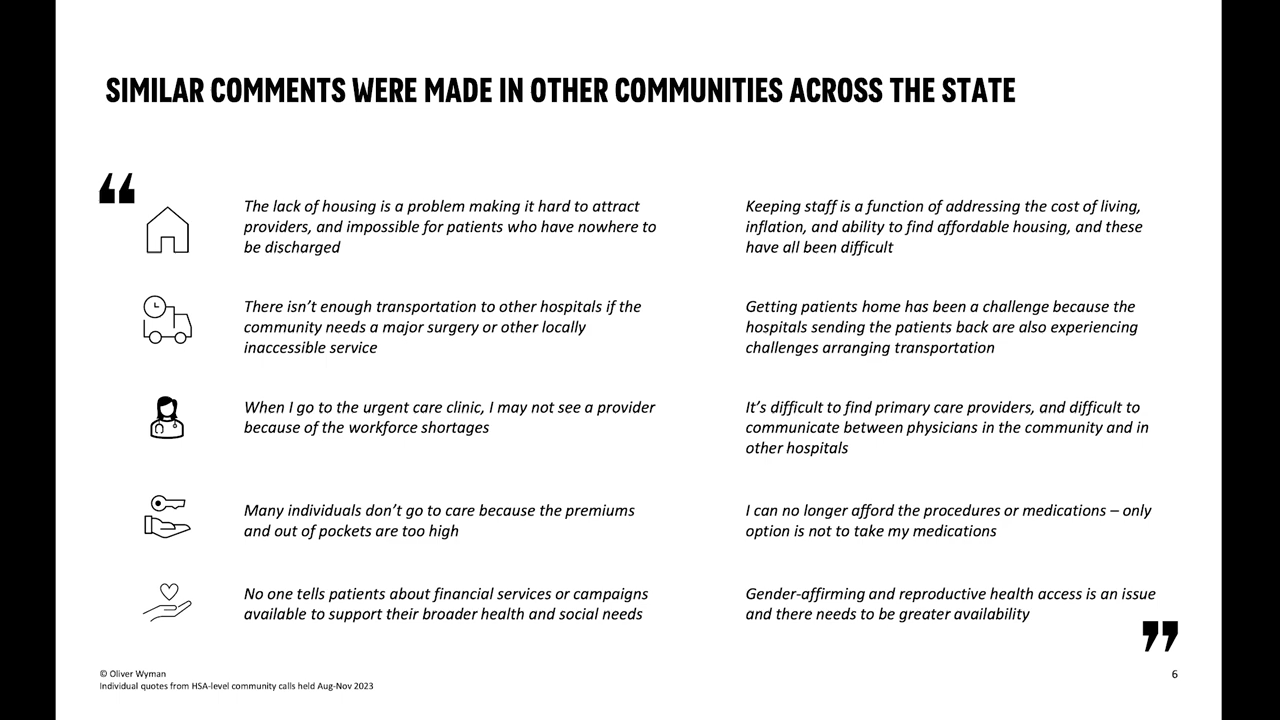 SIMILAR COMMENTS WERE MADE IN OTHER COMMUNITIES ACROSS THE STATE
“
The lack of housing is a problem making it hard to attract
providers, and impossible for patients who have nowhere to
be discharged
Keeping staff is a function of addressing the cost of living,
inflation, and ability to find affordable housing, and these
have all been difficult
There isn’t enough transportation to other hospitals if the
community needs a major surgery or other locally
inaccessible service
Getting patients home has been a challenge because the
hospitals sending the patients back are also experiencing
challenges arranging transportation
When I go to the urgent care clinic, I may not see a provider
because of the workforce shortages
It’s difficult to find primary care providers, and difficult to
communicate between physicians in the community and in
other hospitals
Many individuals don’t go to care because the premiums
and out of pockets are too high
I can no longer afford the procedures or medications – only
option is not to take my medications
No one tells patients about financial services or campaigns
available to support their broader health and social needs
Gender-affirming and reproductive health access is an issue
and there needs to be greater availability
”
© Oliver Wyman
Individual quotes from HSA-level community calls held Aug-Nov 2023
6